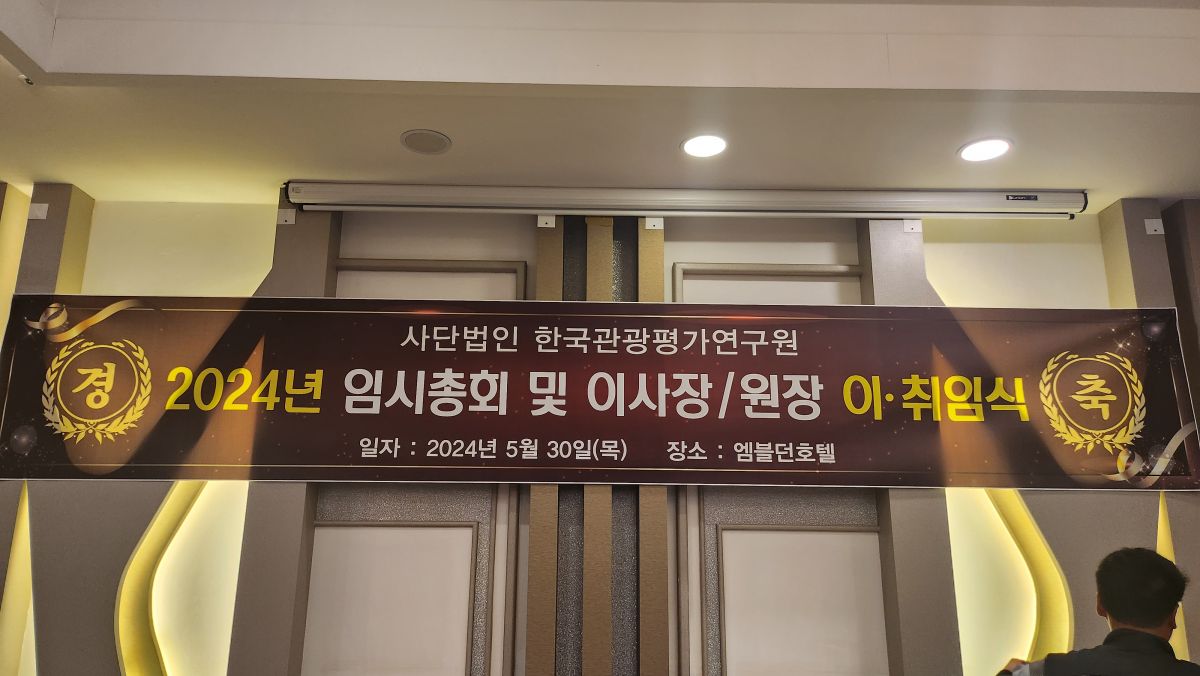 사단법인 한국관광평가연구원
경 2024년 임시총회 및 이사장/원장 이·취임식 축
일자 : 2024년 5월 30일(목) 장소 : 엠블던호텔